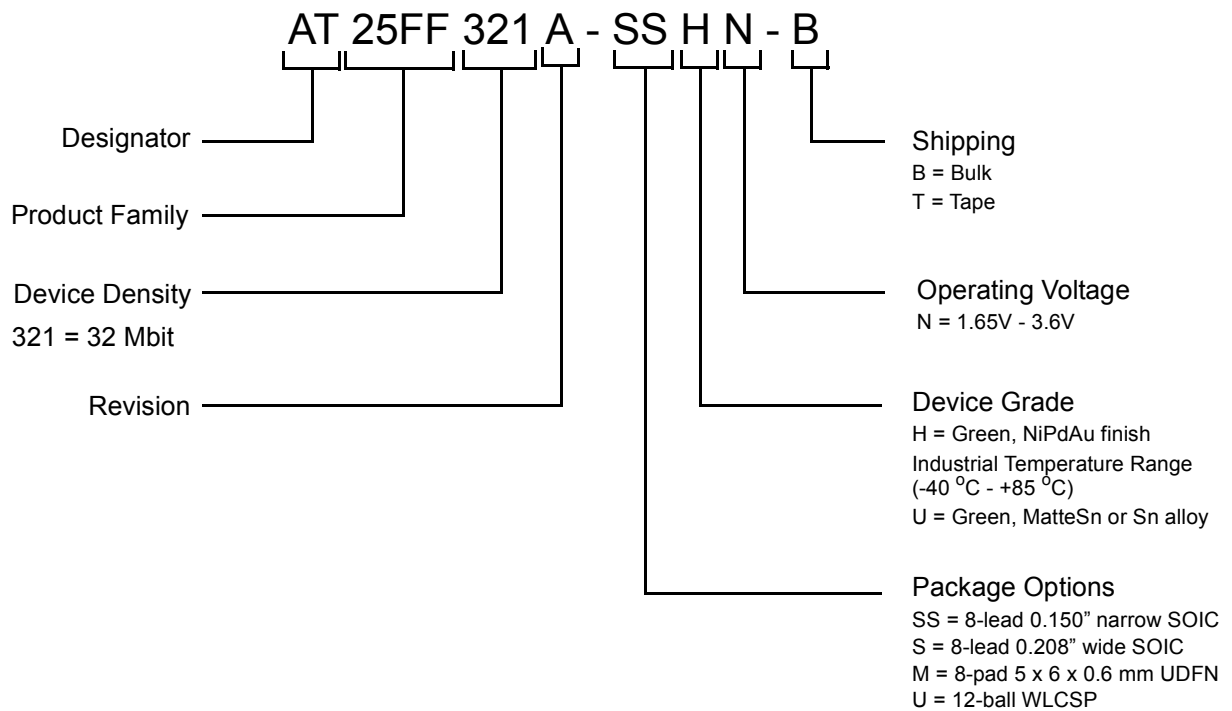 AT 25FF 321 A - SS H N - B
Designator
Product Family
Device Density
321 = 32 Mbit
Revision
Shipping
B = Bulk
T = Tape
Operating Voltage
N = 1.65V - 3.6V
Device Grade
H = Green, NiPdAu finish
Industrial Temperature Range
(-40 ⁰C - +85 ⁰C)
U = Green, MatteSn or Sn alloy
Package Options
SS = 8-lead 0.150” narrow SOIC
S = 8-lead 0.208” wide SOIC
M = 8-pad 5 x 6 x 0.6 mm UDFN
U = 12-ball WLCSP